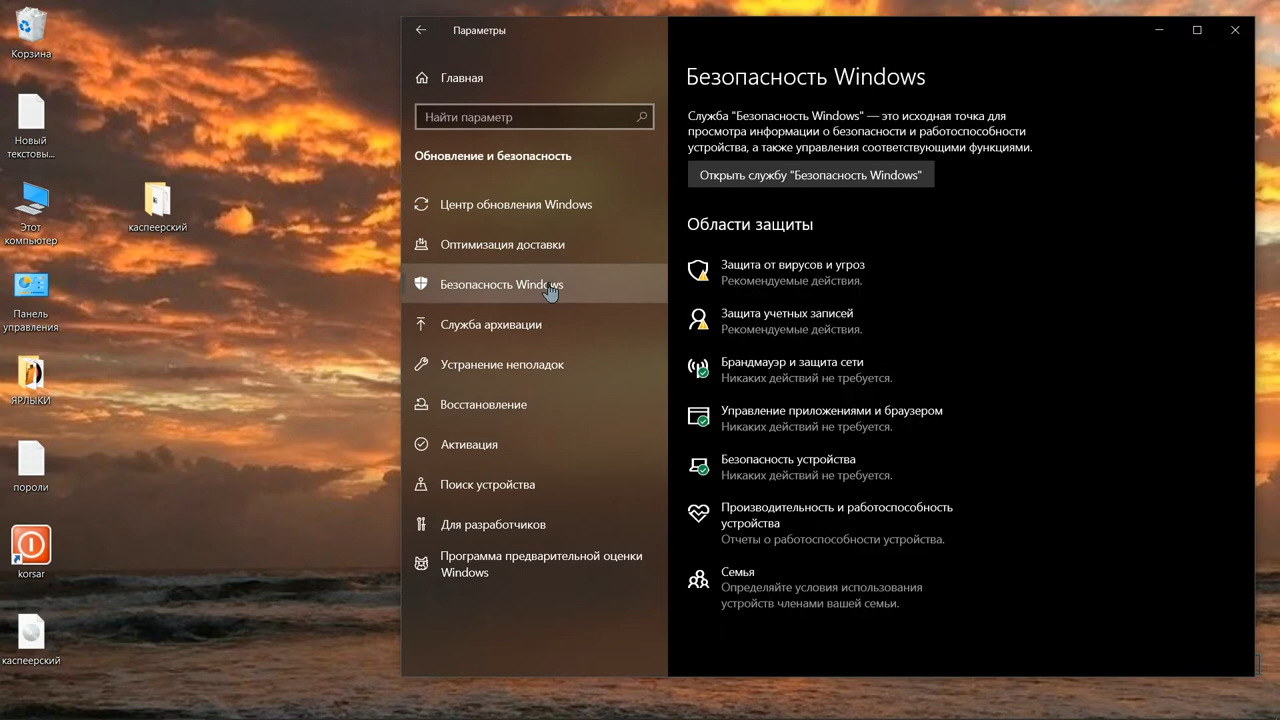 Корзина
Новый
текстовы...
Этот
компьютер
Панель
управления
ЯРЛЫКИ
пороли
korsar
каспеерский
каспеерский
Параметры
Главная
Найти параметр
Обновление и безопасность
Центр обновления Windows
Оптимизация доставки
Безопасность Windows
Служба архивации
Устранение неполадок
Восстановление
Активация
Поиск устройства
Для разработчиков
Программа предварительной оценки
Windows
Безопасность Windows
Служба "Безопасность Windows" — это исходная точка для
просмотра информации о безопасности и работоспособности
устройства, а также управления соответствующими функциями.
Открыть службу "Безопасность Windows"
Области защиты
Защита от вирусов и угроз
Рекомендуемые действия.
Защита учетных записей
Рекомендуемые действия.
Брандмауэр и защита сети
Никаких действий не требуется.
Управление приложениями и браузером
Никаких действий не требуется.
Безопасность устройства
Никаких действий не требуется.
Производительность и работоспособность
устройства
Отчеты о работоспособности устройства.
Семья
Определяйте условия использования
устройств членами вашей семьи.